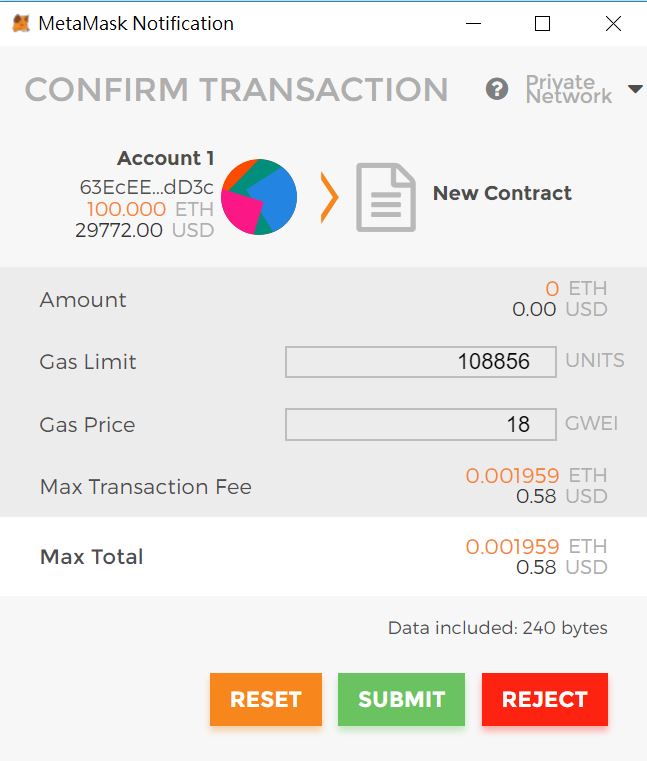 MetaMask Notification
CONFIRM TRANSACTION
Private
Network
Account 1
63EcEE...dD3c
100.000 ETH
29772.00 USD
New Contract
Amount
0 ETH
0.00 USD
Gas Limit
108856 UNITS
Gas Price
18 GWEI
Max Transaction Fee
0.001959 ETH
0.58 USD
Max Total
0.001959 ETH
0.58 USD
Data included: 240 bytes
RESET SUBMIT REJECT